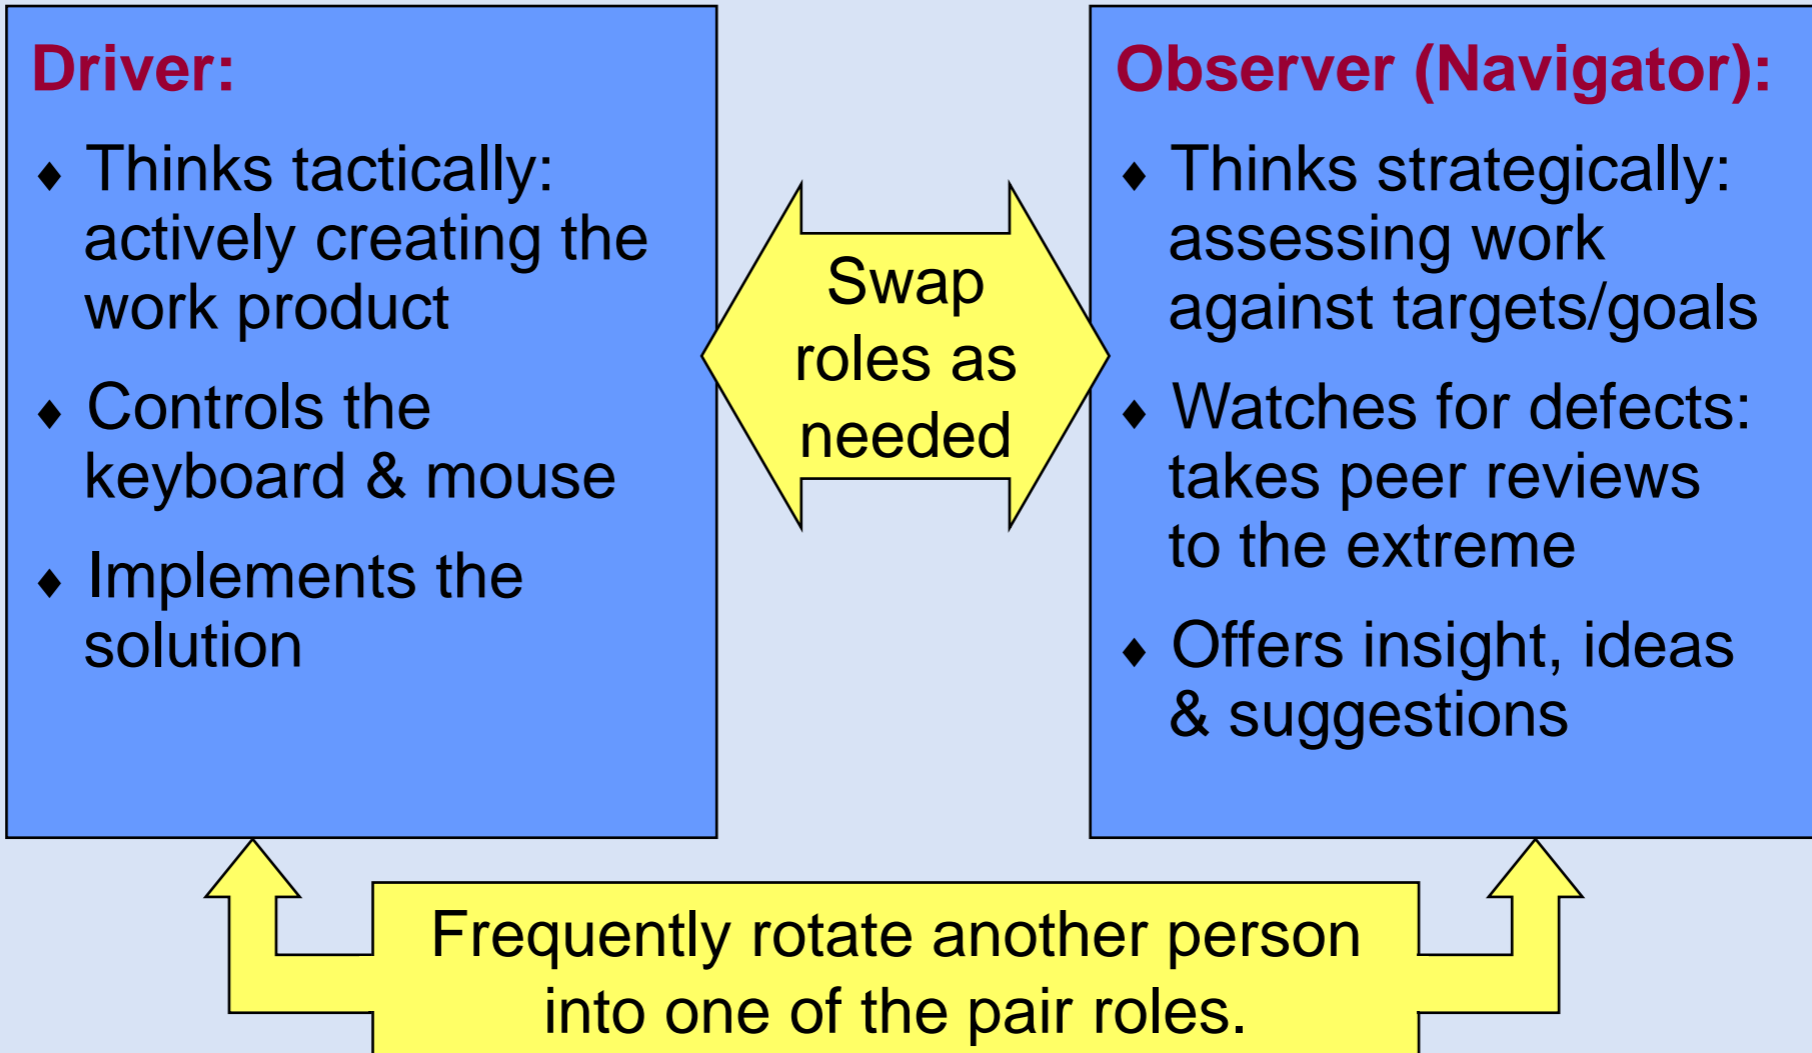 Driver:
♦ Thinks tactically:
actively creating the
work product
♦ Controls the
keyboard & mouse
♦ Implements the
solution
Swap
roles as
needed
Observer (Navigator):
♦ Thinks strategically:
assessing work
against targets/goals
♦ Watches for defects:
takes peer reviews
to the extreme
♦ Offers insight, ideas
& suggestions
Frequently rotate another person
into one of the pair roles.